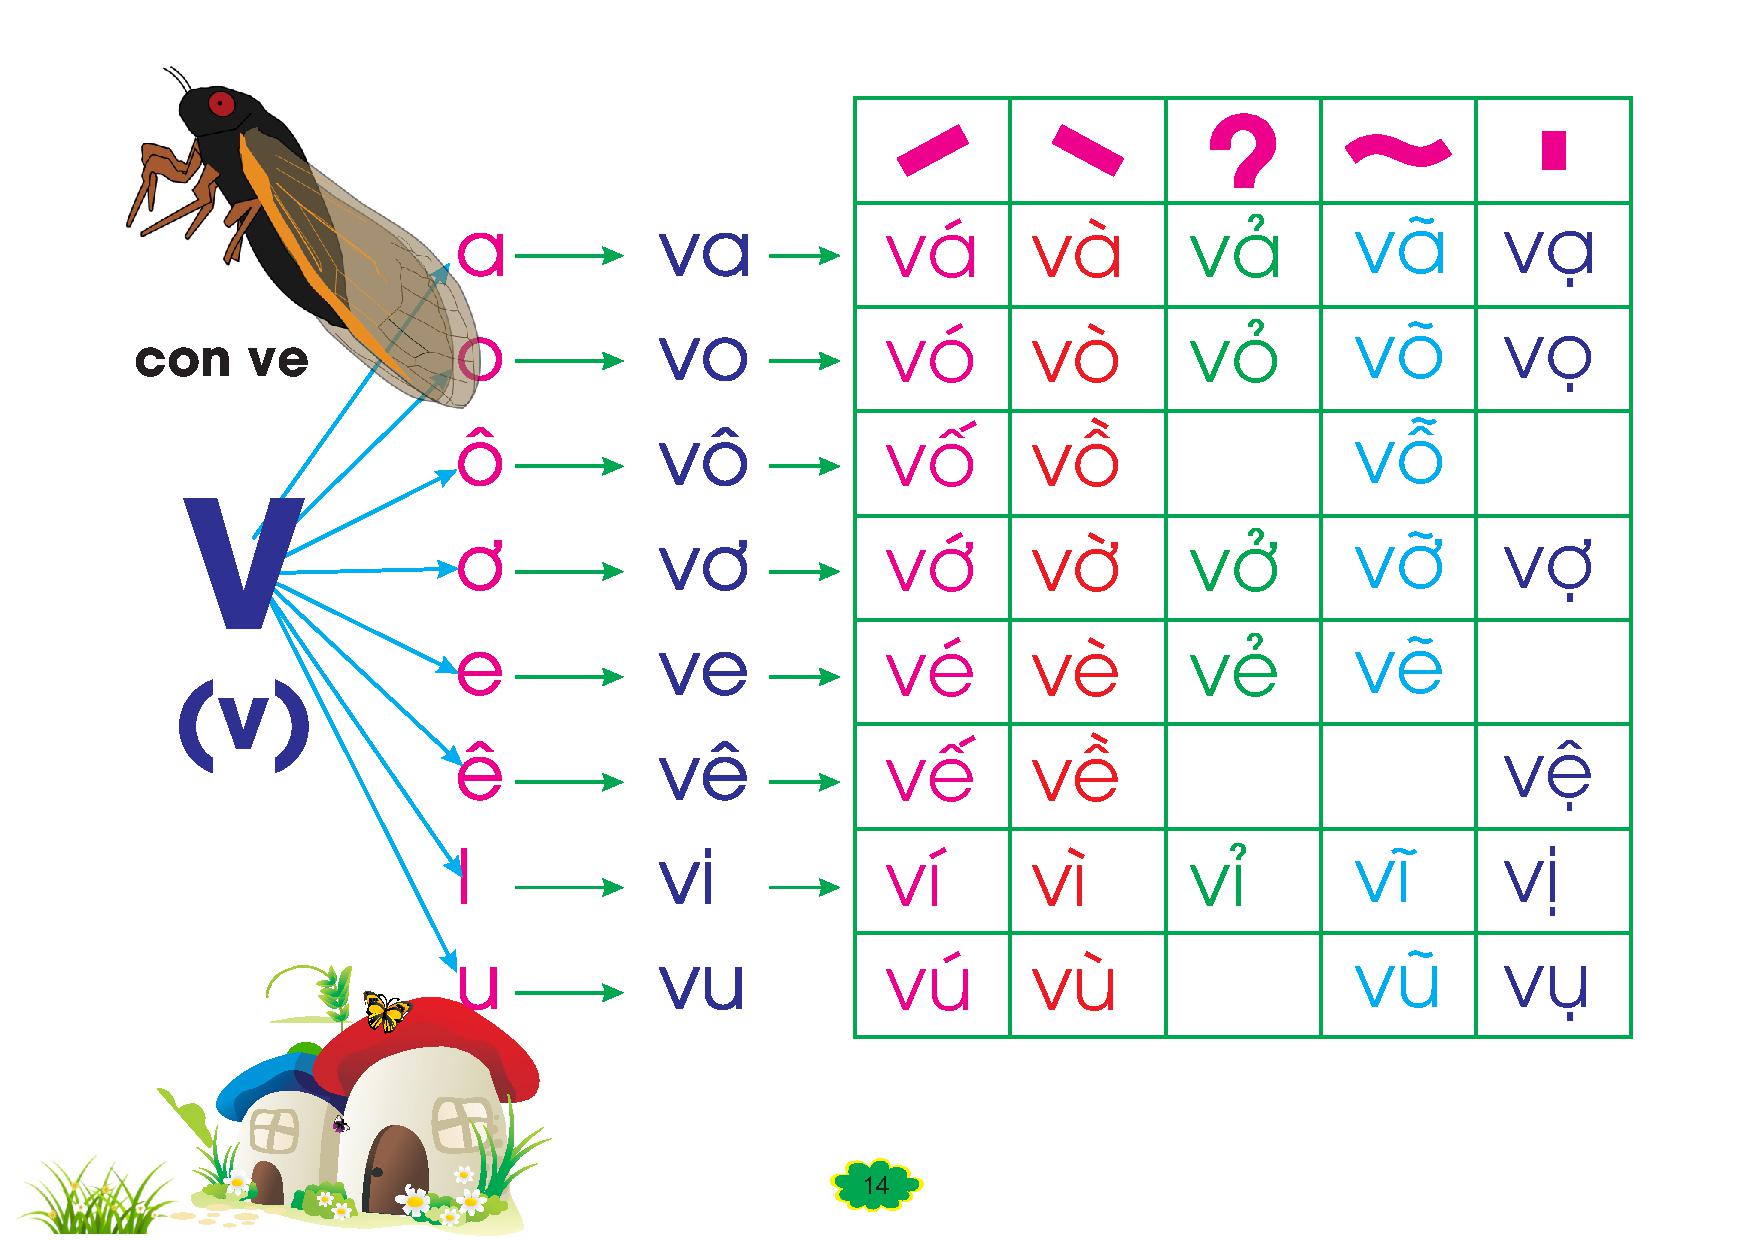 a va vá và vả vã vạ
con ve o vo vó vò vỏ võ vọ
ô vô vố vồ vỗ
V ơ vơ vớ vờ vở vỡ vợ
e ve vé vè vẻ vẽ
(v) ê vê vế về vệ
I vi ví vì vỉ vĩ vị
u vu vú vù vũ vụ
14